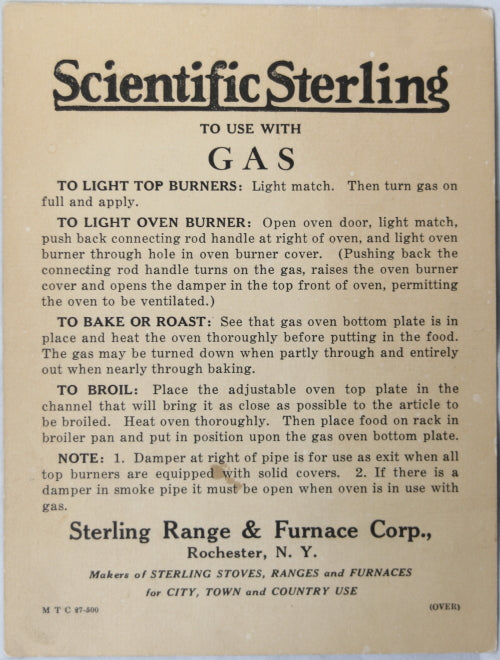 Scientific Sterling
TO USE WITH
GAS
TO LIGHT TOP BURNERS: Light match. Then turn gas on
full and apply.
TO LIGHT OVEN BURNER: Open oven door, light match,
push back connecting rod handle at right of oven, and light oven
burner through hole in oven burner cover. (Pushing back the
connecting rod handle turns on the gas, raises the oven burner
cover and opens the damper in the top front of oven, permitting
the oven to be ventilated.)
TO BAKE OR ROAST: See that gas oven bottom plate is in
place and heat the oven thoroughly before putting in the food.
The gas may be turned down when partly through and entirely
out when nearly through baking.
TO BROIL: Place the adjustable oven top plate in the
channel that will bring it as close as possible to the article to
be broiled. Heat oven thoroughly. Then place food on rack in
broiler pan and put in position upon the gas oven bottom plate.
NOTE: 1. Damper at right of pipe is for use as exit when all
top burners are equipped with solid covers. 2. If there is a
damper in smoke pipe it must be open when oven is in use with
gas.
Sterling Range & Furnace Corp.,
Rochester, N. Y.
Makers of STERLING STOVES, RANGES and FURNACES
for CITY, TOWN and COUNTRY USE
M T C 27-500 (OVER)